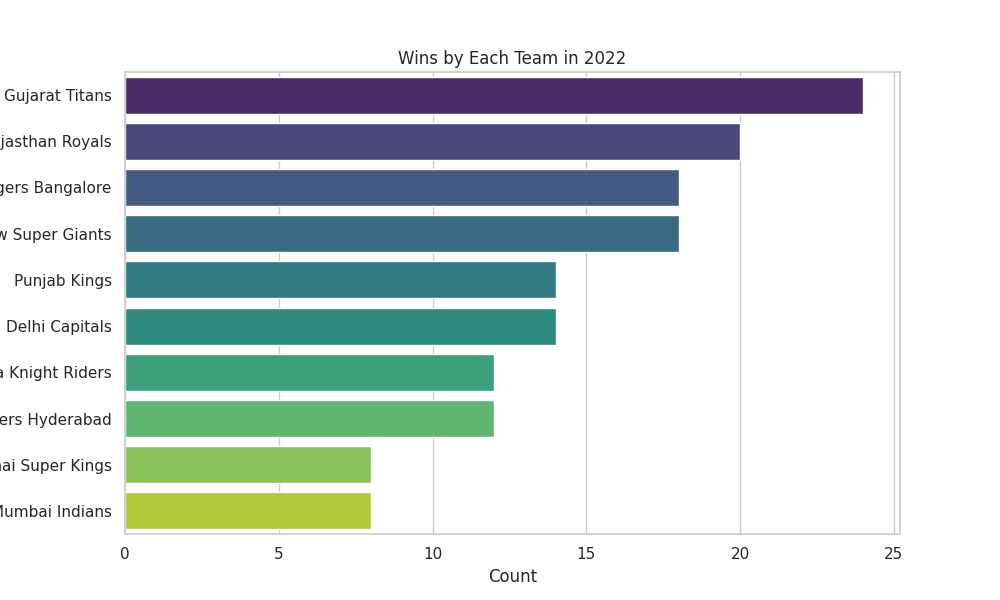 Wins by Each Team in 2022
Gujarat Titans
jasthan Royals
gers Bangalore
w Super Giants
Punjab Kings
Delhi Capitals
a Knight Riders
ers Hyderabad
nai Super Kings
Mumbai Indians
0 5 10 15 20 25
Count